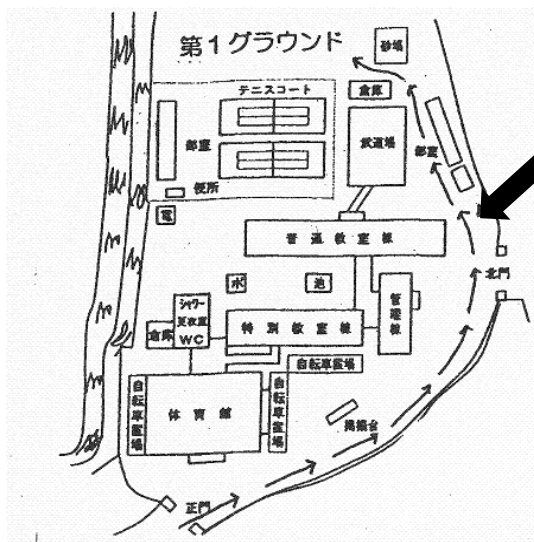 第1グラウンド
砂場
テニスコート
倉庫
部室
武道場
部室
便所
電
普通教室棟
北門
水
池
管理棟
シャワー
更衣室
WC
倉庫
特別教室棟
自転車置場
自転車置場
体育館
自転車置場
掲揚台
正門